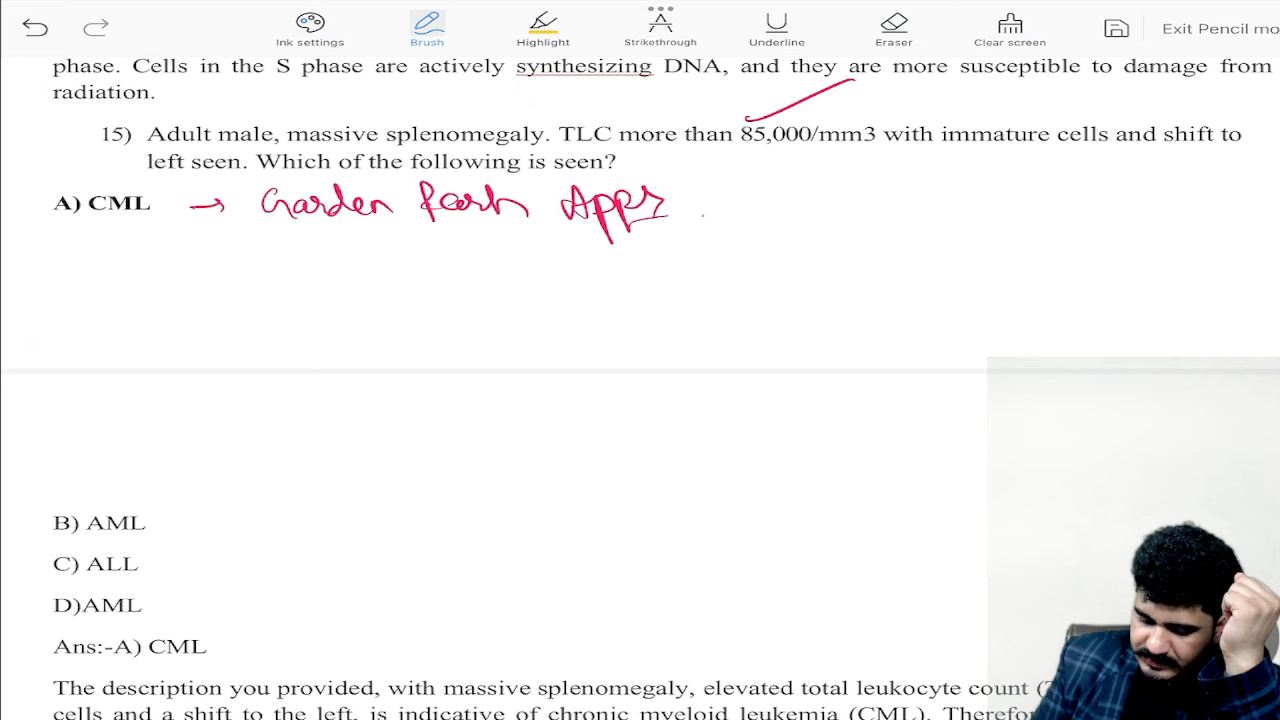 Ink settings
Brush
Highlight
Strikethrough
Underline
Eraser
Clear screen
Exit Pencil mo
phase. Cells in the S phase are actively synthesizing DNA, and they are more susceptible to damage from
radiation.
15) Adult male, massive splenomegaly. TLC more than 85,000/mm3 with immature cells and shift to
left seen. Which of the following is seen?
A) CML → Garden
B) AML
C) ALL
D)AML
Ans:-A) CML
The description you provided, with massive splenomegaly, elevated total leukocyte count (
cells and a shift to the left, is indicative of chronic myeloid leukemia (CML). Therefo